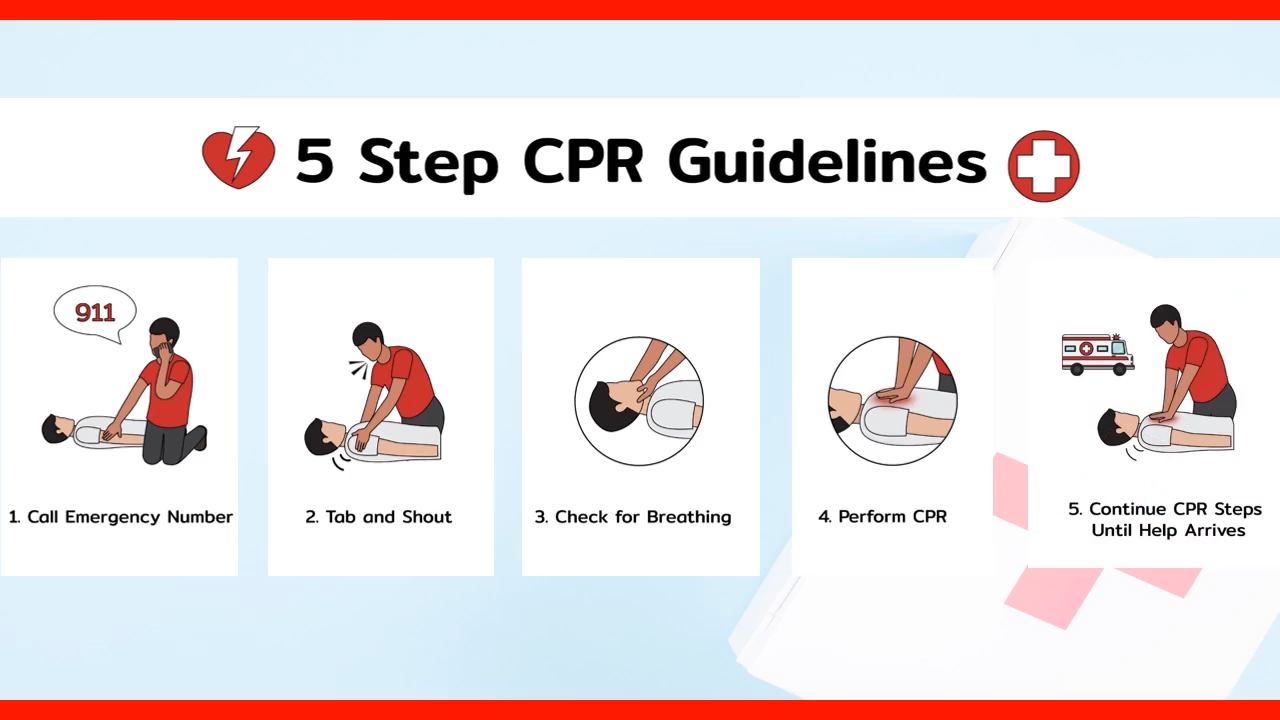 5 Step CPR Guidelines
911
1. Call Emergency Number
2. Tab and Shout
3. Check for Breathing
4. Perform CPR
5. Continue CPR Steps
Until Help Arrives